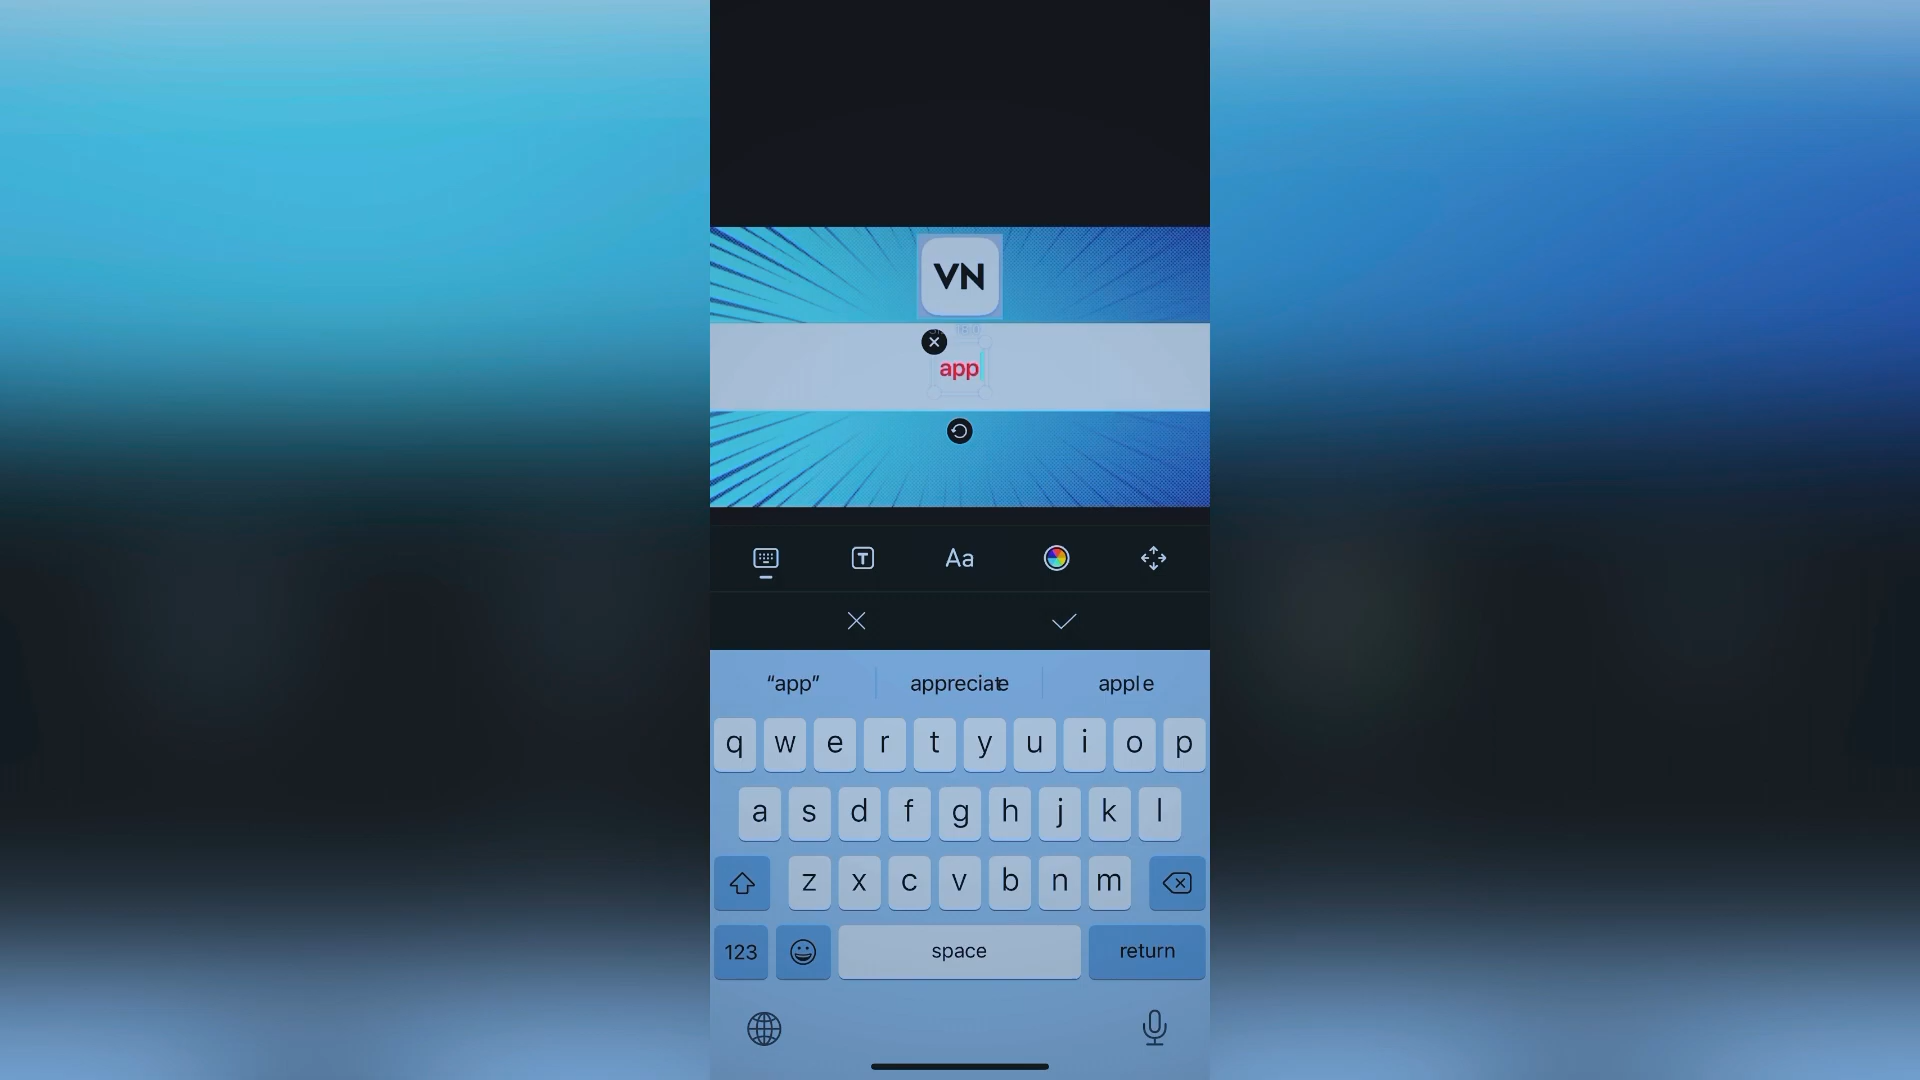 VN
app
Aa
“app” appreciate apple
q w e r t y u i o p
a s d f g h j k l
z x c v b n m
123 space return